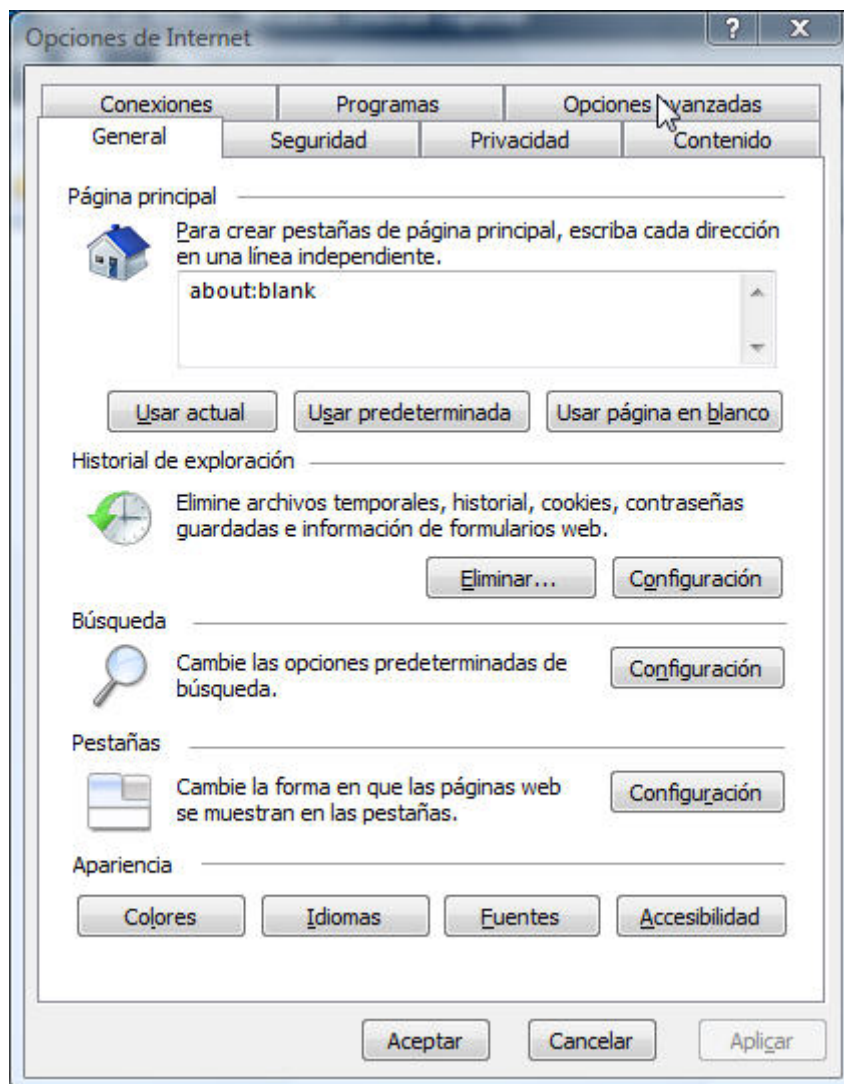 Opciones de Internet
?
X
Conexiones
Programas
Opciones avanzadas
General
Seguridad
Privacidad
Contenido
Página principal
Para crear pestañas de página principal, escriba cada dirección
en una línea independiente.
about:blank
Usar actual
Usar predeterminada
Usar página en blanco
Historial de exploración
Elimine archivos temporales, historial, cookies, contraseñas
guardadas e información de formularios web.
Eliminar...
Configuración
Búsqueda
Cambie las opciones predeterminadas de
búsqueda.
Configuración
Pestañas
Cambie la forma en que las páginas web
se muestran en las pestañas.
Configuración
Apariencia
Colores
Idiomas
Fuentes
Accesibilidad
Aceptar
Cancelar
Aplicar